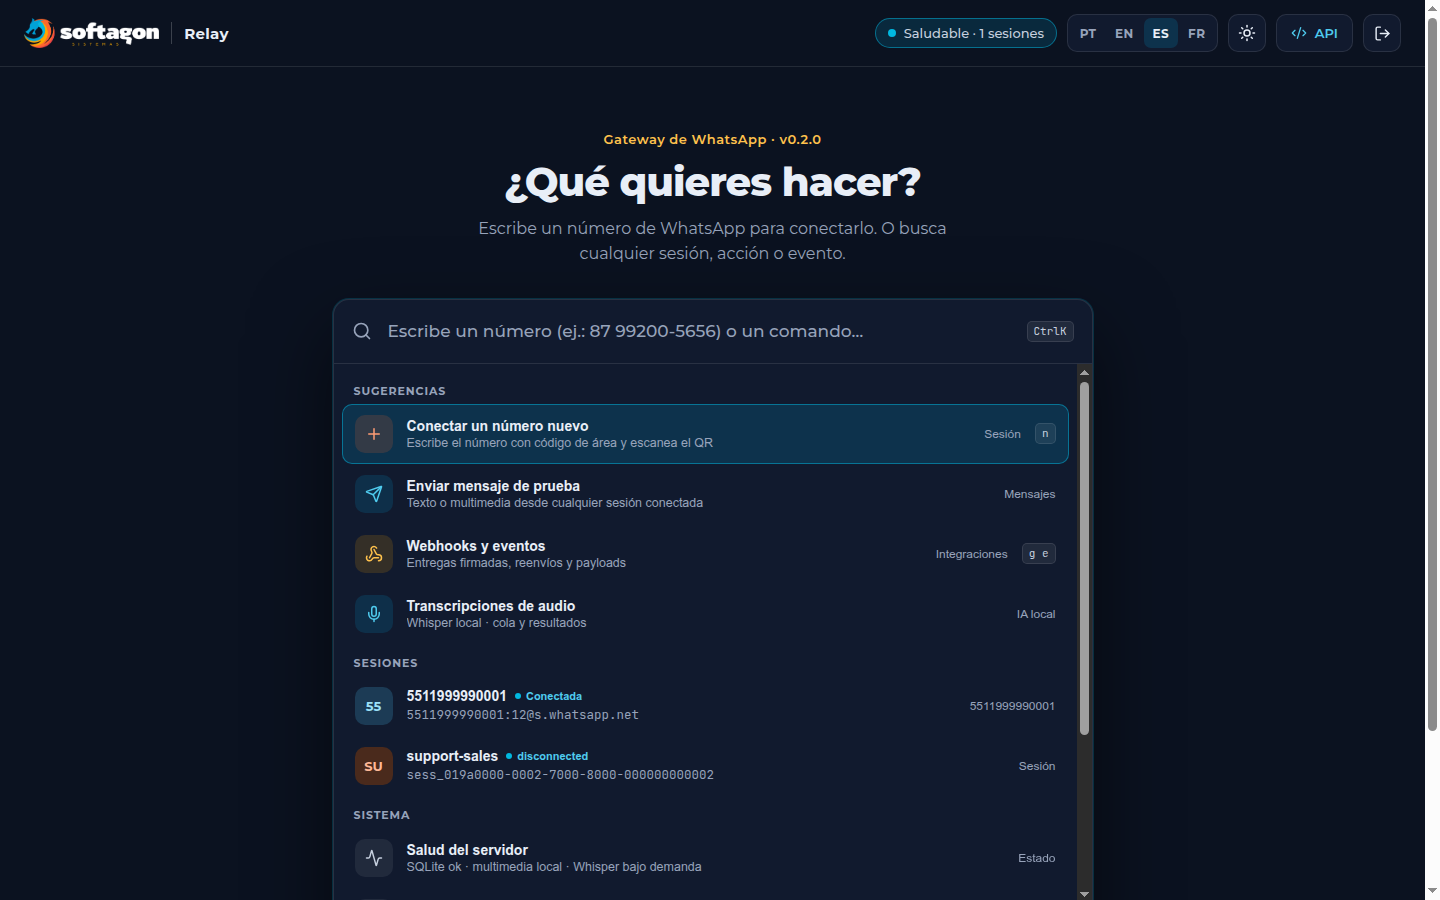 softagon
SISTEMAS
Relay
Saludable · 1 sesiones
PT
EN
ES
FR
API
Gateway de WhatsApp · v0.2.0
¿Qué quieres hacer?
Escribe un número de WhatsApp para conectarlo. O busca
cualquier sesión, acción o evento.
Escribe un número (ej.: 87 99200-5656) o un comando...
CtrlK
SUGERENCIAS
Conectar un número nuevo
Escribe el número con código de área y escanea el QR
Sesión
n
Enviar mensaje de prueba
Texto o multimedia desde cualquier sesión conectada
Mensajes
Webhooks y eventos
Entregas firmadas, reenvíos y payloads
Integraciones
g e
Transcripciones de audio
Whisper local · cola y resultados
IA local
SESIONES
55
5511999990001
Conectada
5511999990001:12@s.whatsapp.net
5511999990001
SU
support-sales
disconnected
sess_019a0000-0002-7000-8000-000000000002
Sesión
SISTEMA
Salud del servidor
SQLite ok · multimedia local · Whisper bajo demanda
Estado